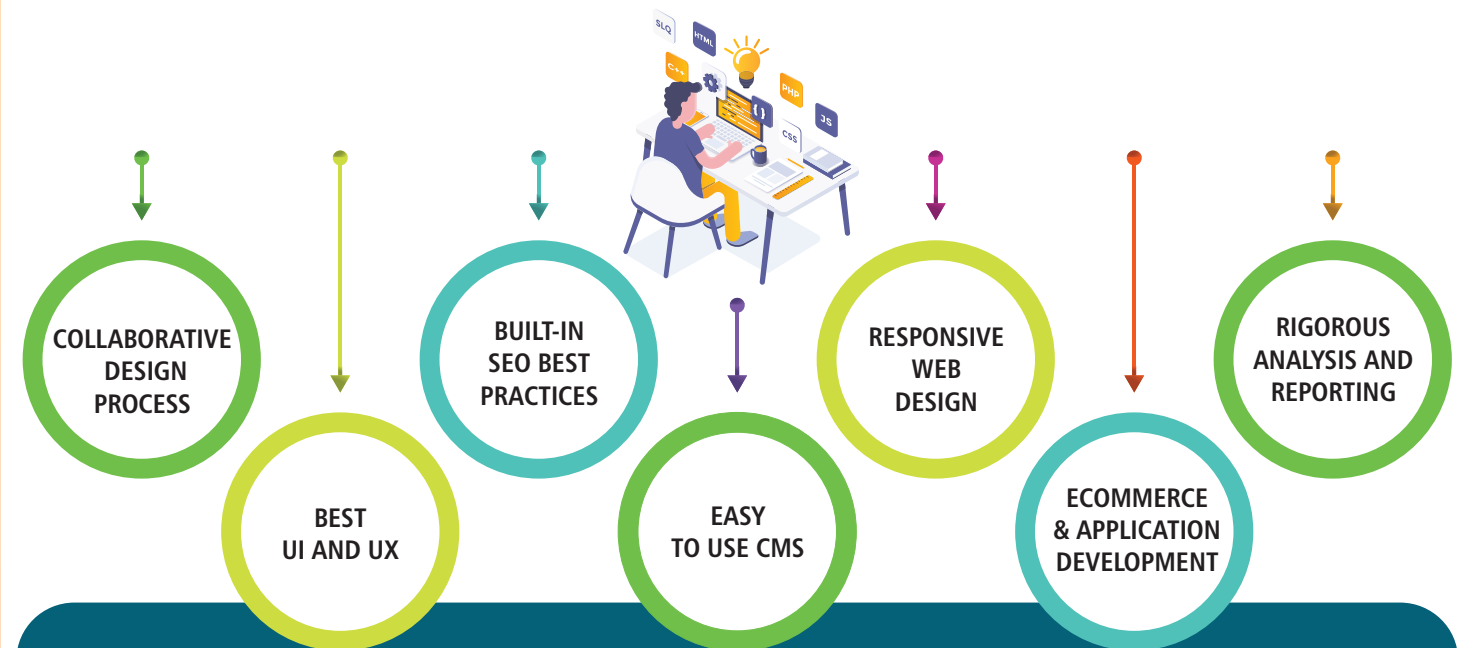 SLQ
HTML
C++
PHP
{ }
JS
CSS
COLLABORATIVE
DESIGN
PROCESS
BEST
UI AND UX
BUILT-IN
SEO BEST
PRACTICES
EASY
TO USE CMS
RESPONSIVE
WEB
DESIGN
ECOMMERCE
& APPLICATION
DEVELOPMENT
RIGOROUS
ANALYSIS AND
REPORTING